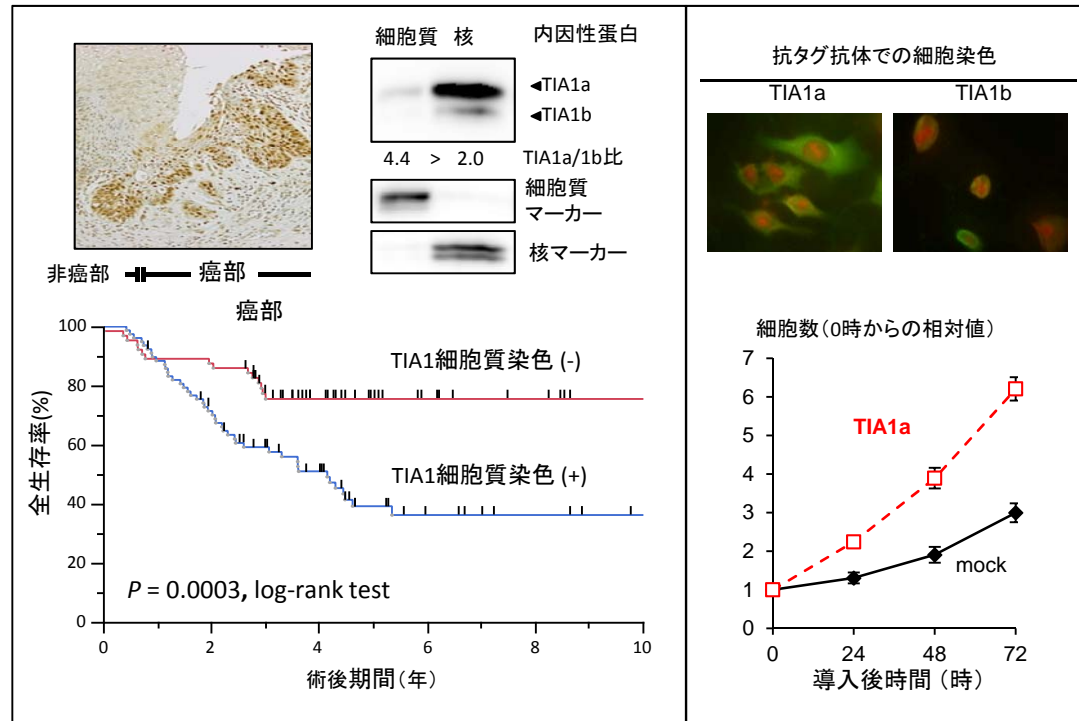 細胞質 核 内因性蛋白
◄TIA1a
◄TIA1b
4.4 > 2.0 TIA1a/1b比
細胞質
マーカー
核マーカー
非癌部 癌部
癌部
全生存率(%)
100
80
60
40
20
0
TIA1細胞質染色 (-)
TIA1細胞質染色 (+)
P = 0.0003, log-rank test
0 2 4 6 8 10
術後期間(年)
抗タグ抗体での細胞染色
TIA1a TIA1b
細胞数(0時からの相対値)
7
6
5
4
3
2
1
0
TIA1a
mock
0 24 48 72
導入後時間 (時)